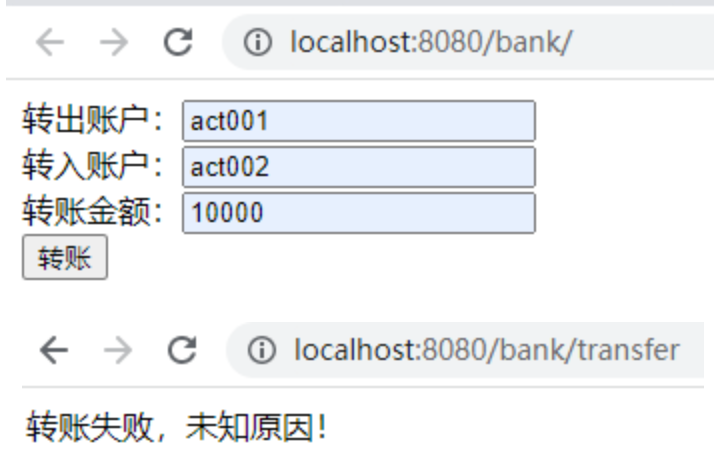 localhost:8080/bank/
转出账户：act001
转入账户：act002
转账金额：10000
转账
localhost:8080/bank/transfer
转账失败，未知原因！